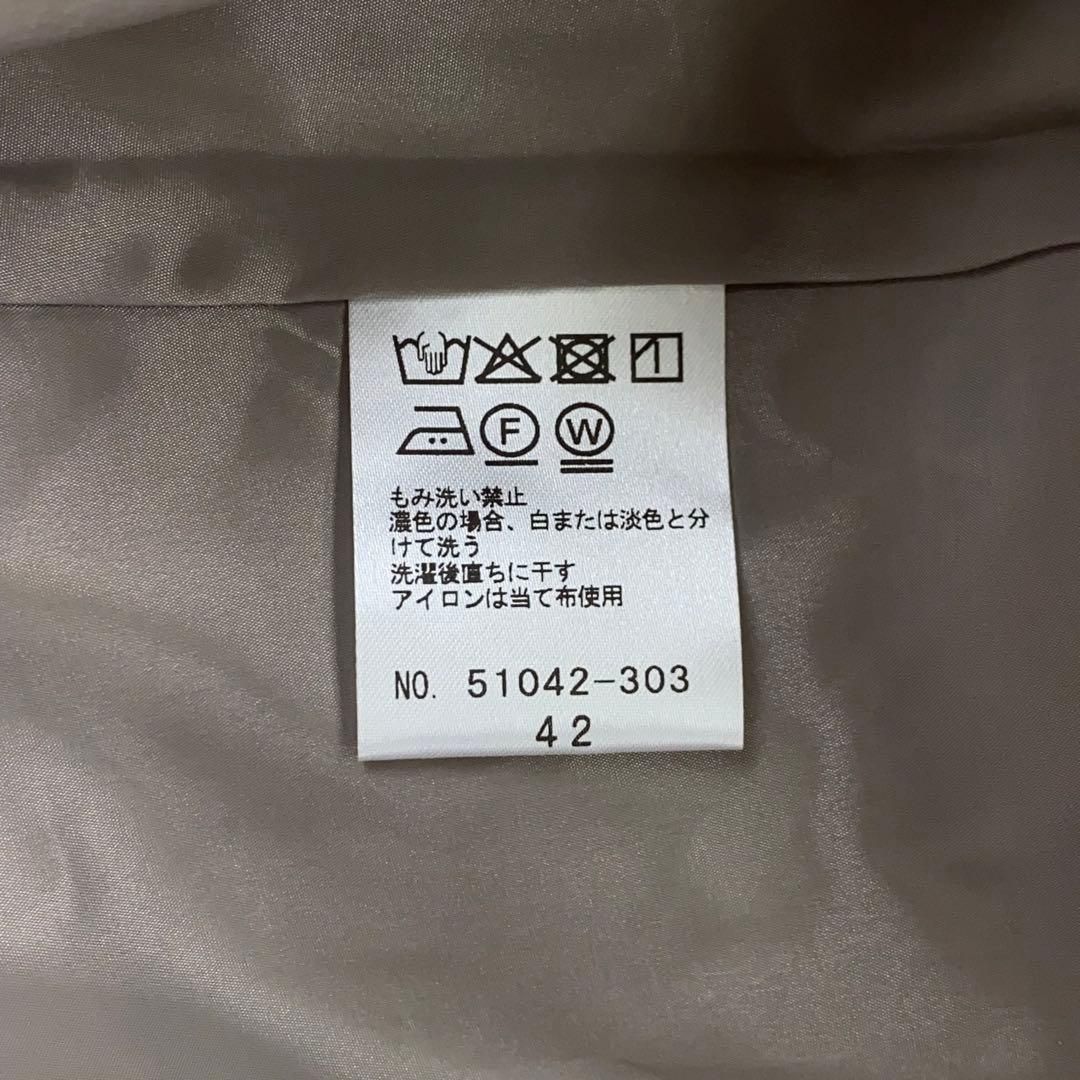 F W
もみ洗い禁止
濃色の場合、白または淡色と分
けて洗う
洗濯後直ちに干す
アイロンは当て布使用
NO. 51042-303
42